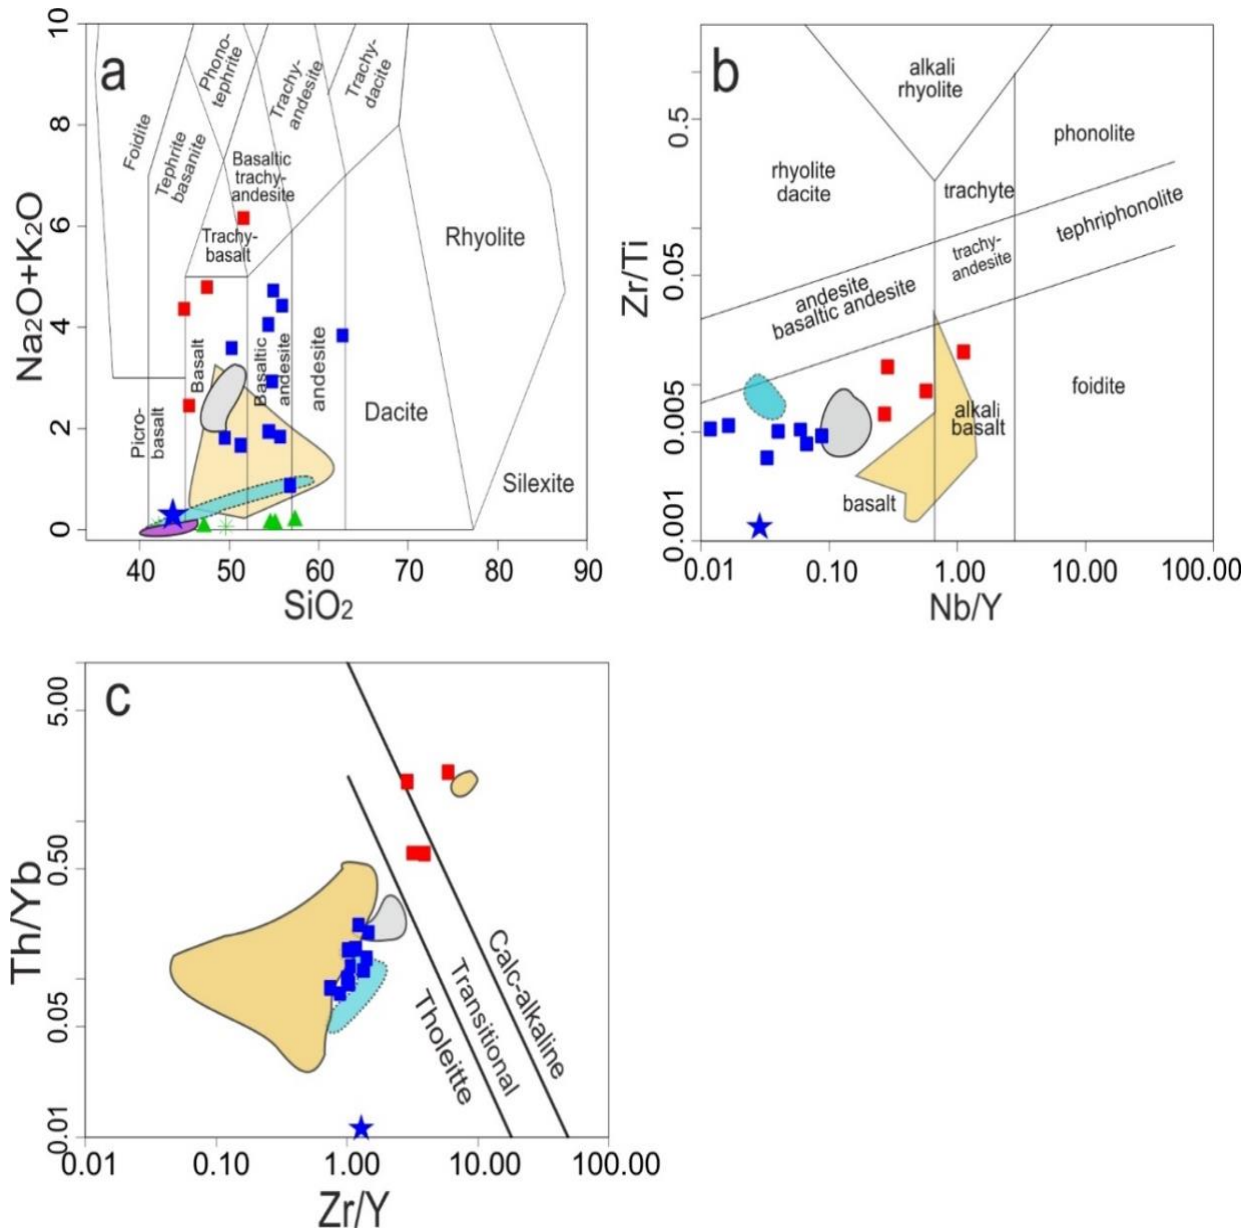 a
10
8
6
4
2
0
Na₂O+K₂O
Foidite
Tephrite
basanite
Phono-
tephrite
Trachy-
andesite
Trachy-
dacite
Basaltic
trachy-
andesite
Trachy-
basalt
Rhyolite
Picro-
basalt
Basalt
Basaltic
andesite
andesite
Dacite
Silexite
40
50
60
70
80
90
SiO₂
b
0.5
0.05
0.005
0.001
Zr/Ti
alkali
rhyolite
rhyolite
dacite
trachyte
phonolite
trachy-
andesite
tephriphonolite
andesite
basaltic andesite
foidite
alkali
basalt
basalt
0.01
0.10
1.00
10.00
100.00
Nb/Y
c
5.00
0.50
0.05
0.01
Th/Yb
Calc-alkaline
Transitional
Tholeitte
0.01
0.10
1.00
10.00
100.00
Zr/Y